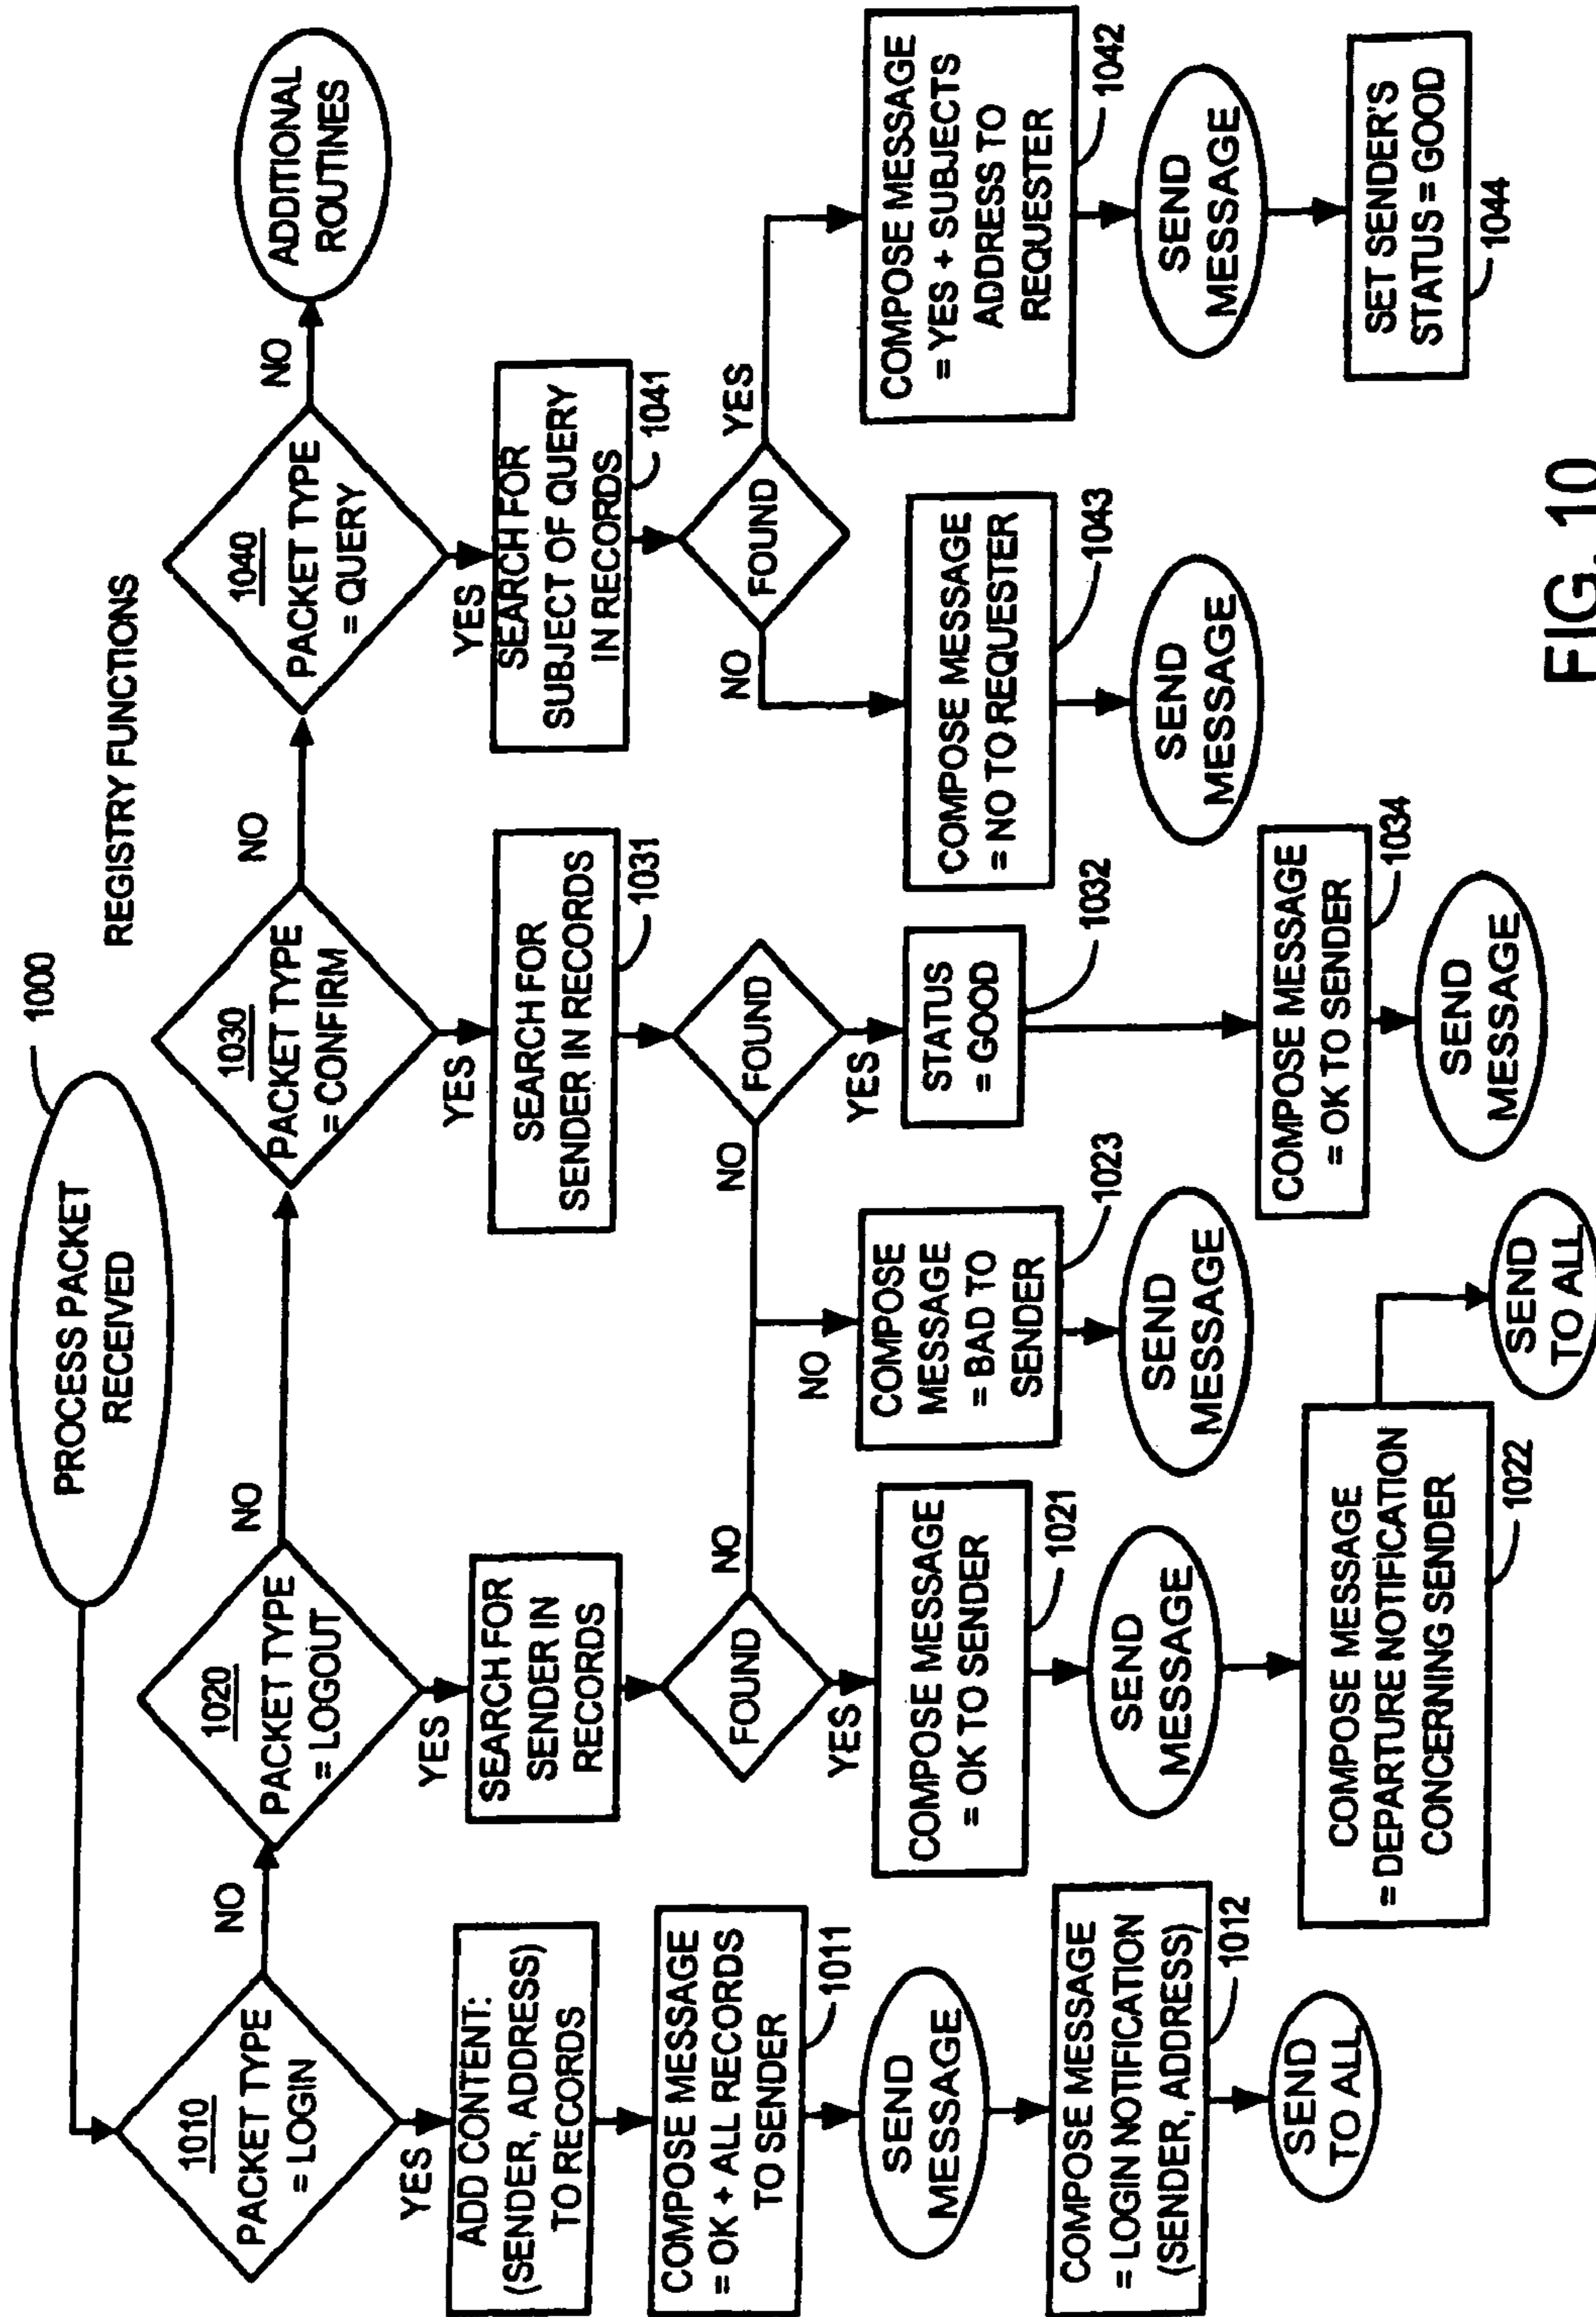 1000
PROCESS PACKET
RECEIVED
REGISTRY FUNCTIONS
1010
PACKET TYPE
= LOGIN
NO
YES
ADD CONTENT:
(SENDER, ADDRESS)
TO RECORDS
COMPOSE MESSAGE
= OK + ALL RECORDS
TO SENDER
1011
SEND
MESSAGE
COMPOSE MESSAGE
= LOGIN NOTIFICATION
(SENDER, ADDRESS)
1012
SEND
TO ALL
1020
PACKET TYPE
= LOGOUT
NO
YES
SEARCH FOR
SENDER IN
RECORDS
FOUND
NO
YES
COMPOSE MESSAGE
= OK TO SENDER
1021
SEND
MESSAGE
COMPOSE MESSAGE
= DEPARTURE NOTIFICATION
CONCERNING SENDER
1022
SEND
TO ALL
NO
COMPOSE
MESSAGE
= BAD TO
SENDER
1023
SEND
MESSAGE
1030
PACKET TYPE
= CONFIRM
NO
YES
SEARCH FOR
SENDER IN RECORDS
1031
FOUND
NO
YES
STATUS
= GOOD
1032
COMPOSE MESSAGE
= OK TO SENDER
1034
SEND
MESSAGE
1040
PACKET TYPE
= QUERY
NO
ADDITIONAL
ROUTINES
YES
SEARCH FOR
SUBJECT OF QUERY
IN RECORDS
1041
FOUND
NO
YES
COMPOSE MESSAGE
= NO TO REQUESTER
1043
SEND
MESSAGE
COMPOSE MESSAGE
= YES + SUBJECTS
ADDRESS TO
REQUESTER
1042
SEND
MESSAGE
SET SENDER'S
STATUS = GOOD
1044
FIG. 10